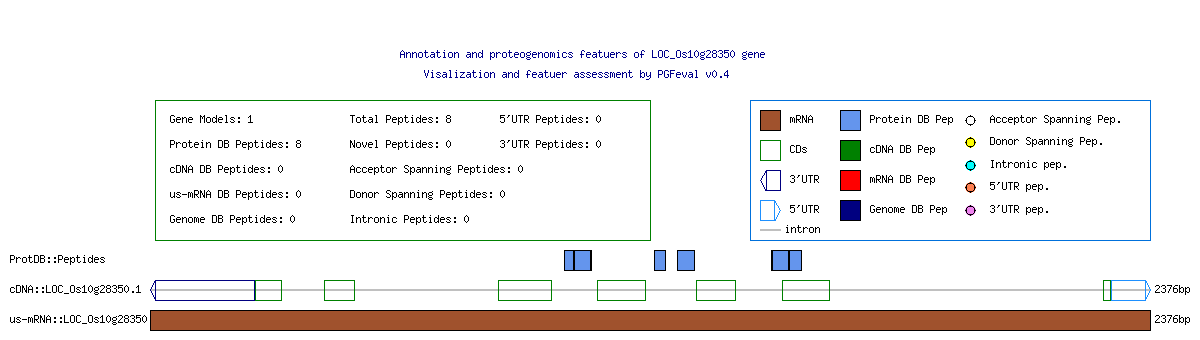 Annotation and proteogenomics featuers of LOC_Os10g28350 gene
Visalization and featuer assessment by PGFeval v0.4
Gene Models: 1 Total Peptides: 8 5'UTR Peptides: 0
Protein DB Peptides: 8 Novel Peptides: 0 3'UTR Peptides: 0
cDNA DB Peptides: 0 Acceptor Spanning Peptides: 0
us-mRNA DB Peptides: 0 Donor Spanning Peptides: 0
Genome DB Peptides: 0 Intronic Peptides: 0
mRNA Protein DB Pep Acceptor Spanning Pep.
CDs cDNA DB Pep Donor Spanning Pep.
3'UTR mRNA DB Pep Intronic pep.
5'UTR Genome DB Pep 5'UTR pep.
intron 3'UTR pep.
ProtDB::Peptides
cDNA::LOC_Os10g28350.1 2376bp
us-mRNA::LOC_Os10g28350 2376bp